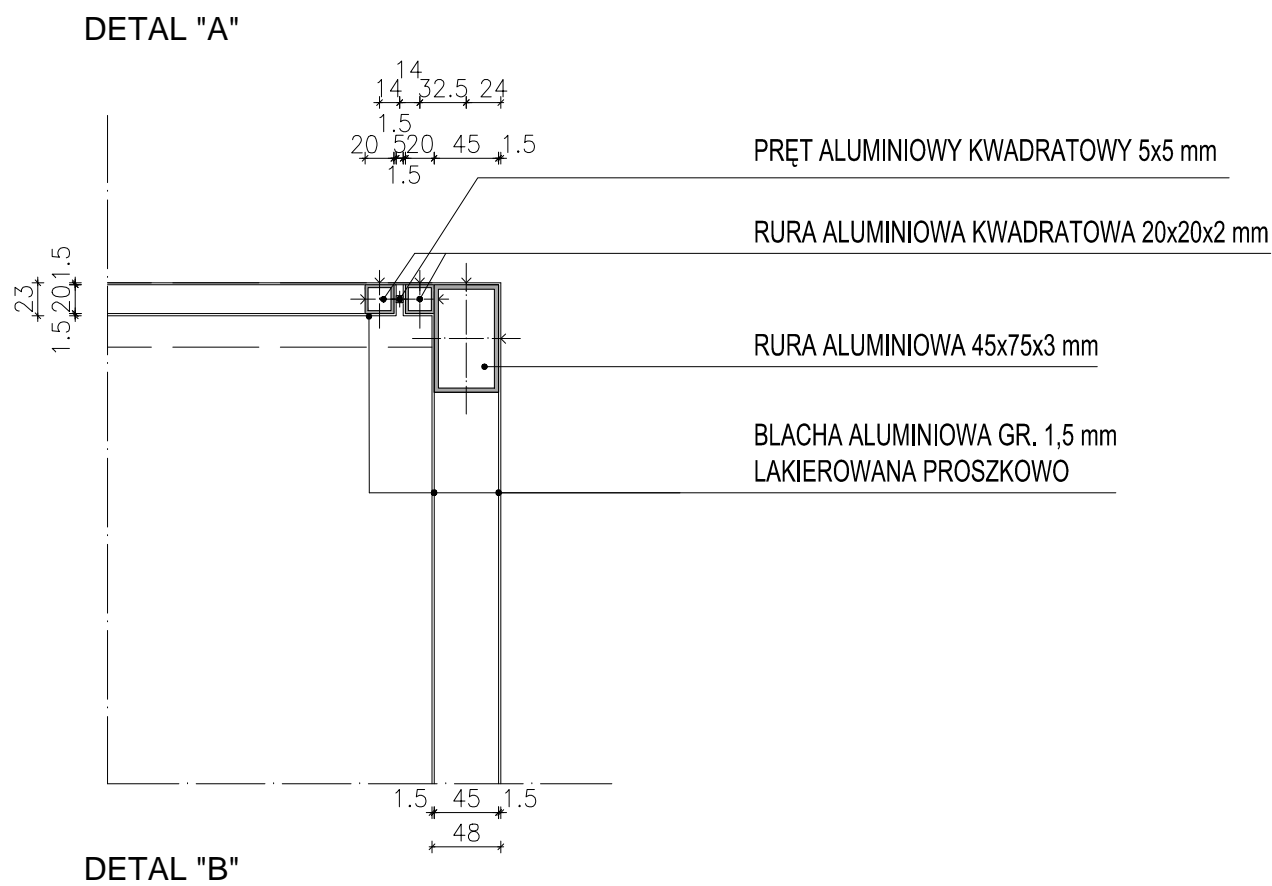 DETAL "A"
14
14 32.5 24
1.5
20 5 20 45 1.5
1.5
PRĘT ALUMINIOWY KWADRATOWY 5x5 mm
RURA ALUMINIOWA KWADRATOWA 20x20x2 mm
23
1.5 20 1.5
RURA ALUMINIOWA 45x75x3 mm
BLACHA ALUMINIOWA GR. 1,5 mm
LAKIEROWANA PROSZKOWO
1.5 45 1.5
48
DETAL "B"